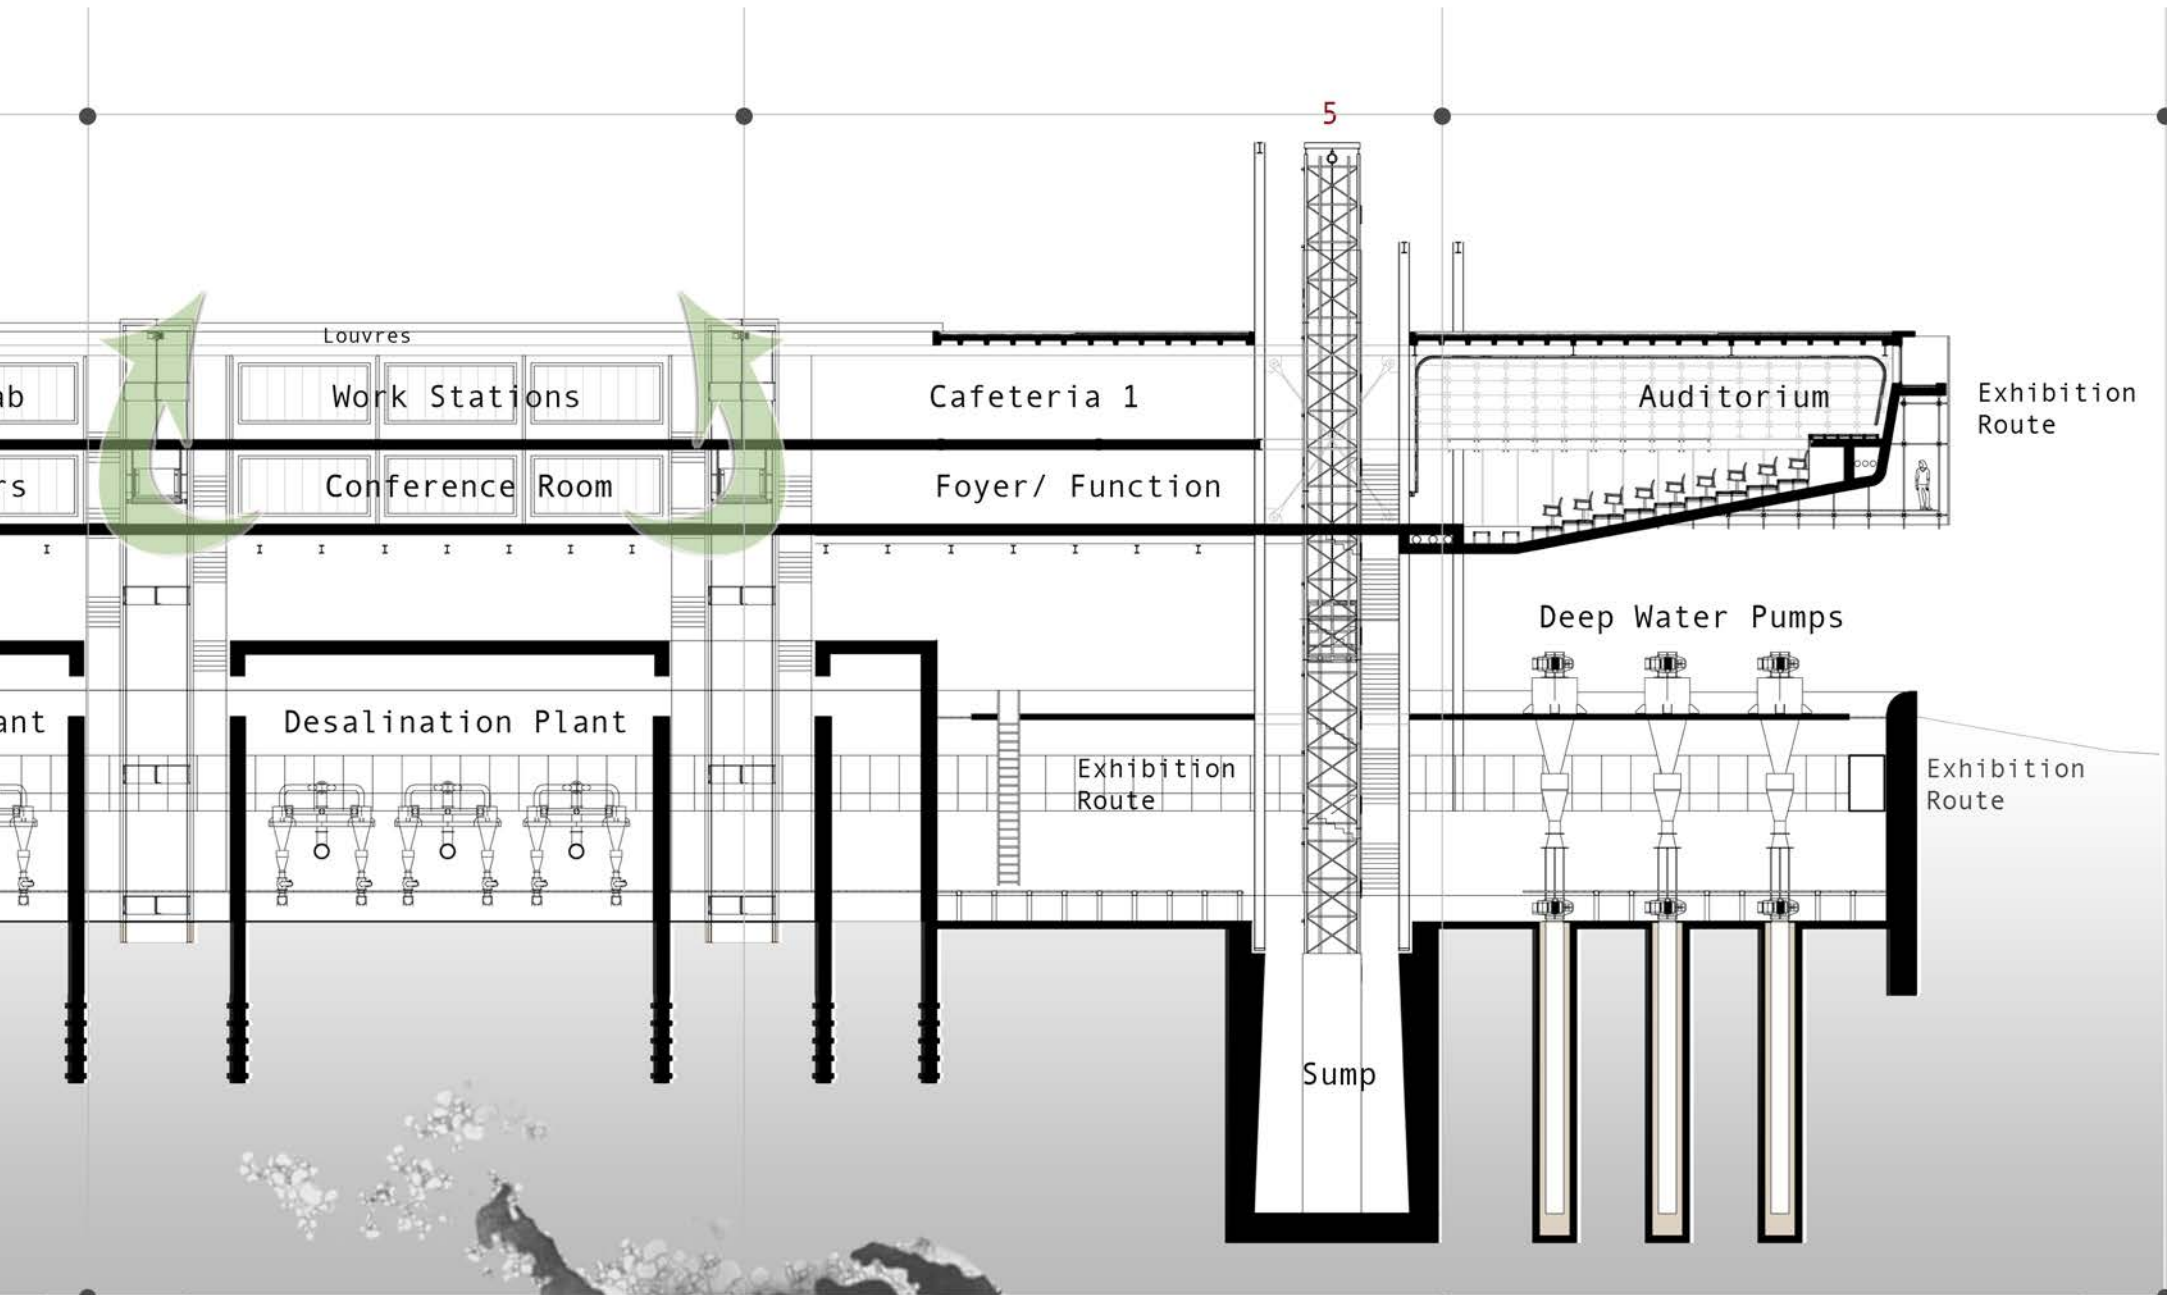 5
Louvres
ab
Work Stations
Cafeteria 1
Auditorium
Exhibition
Route
rs
Conference Room
Foyer/ Function
Deep Water Pumps
ant
Desalination Plant
Exhibition
Route
Exhibition
Route
Sump